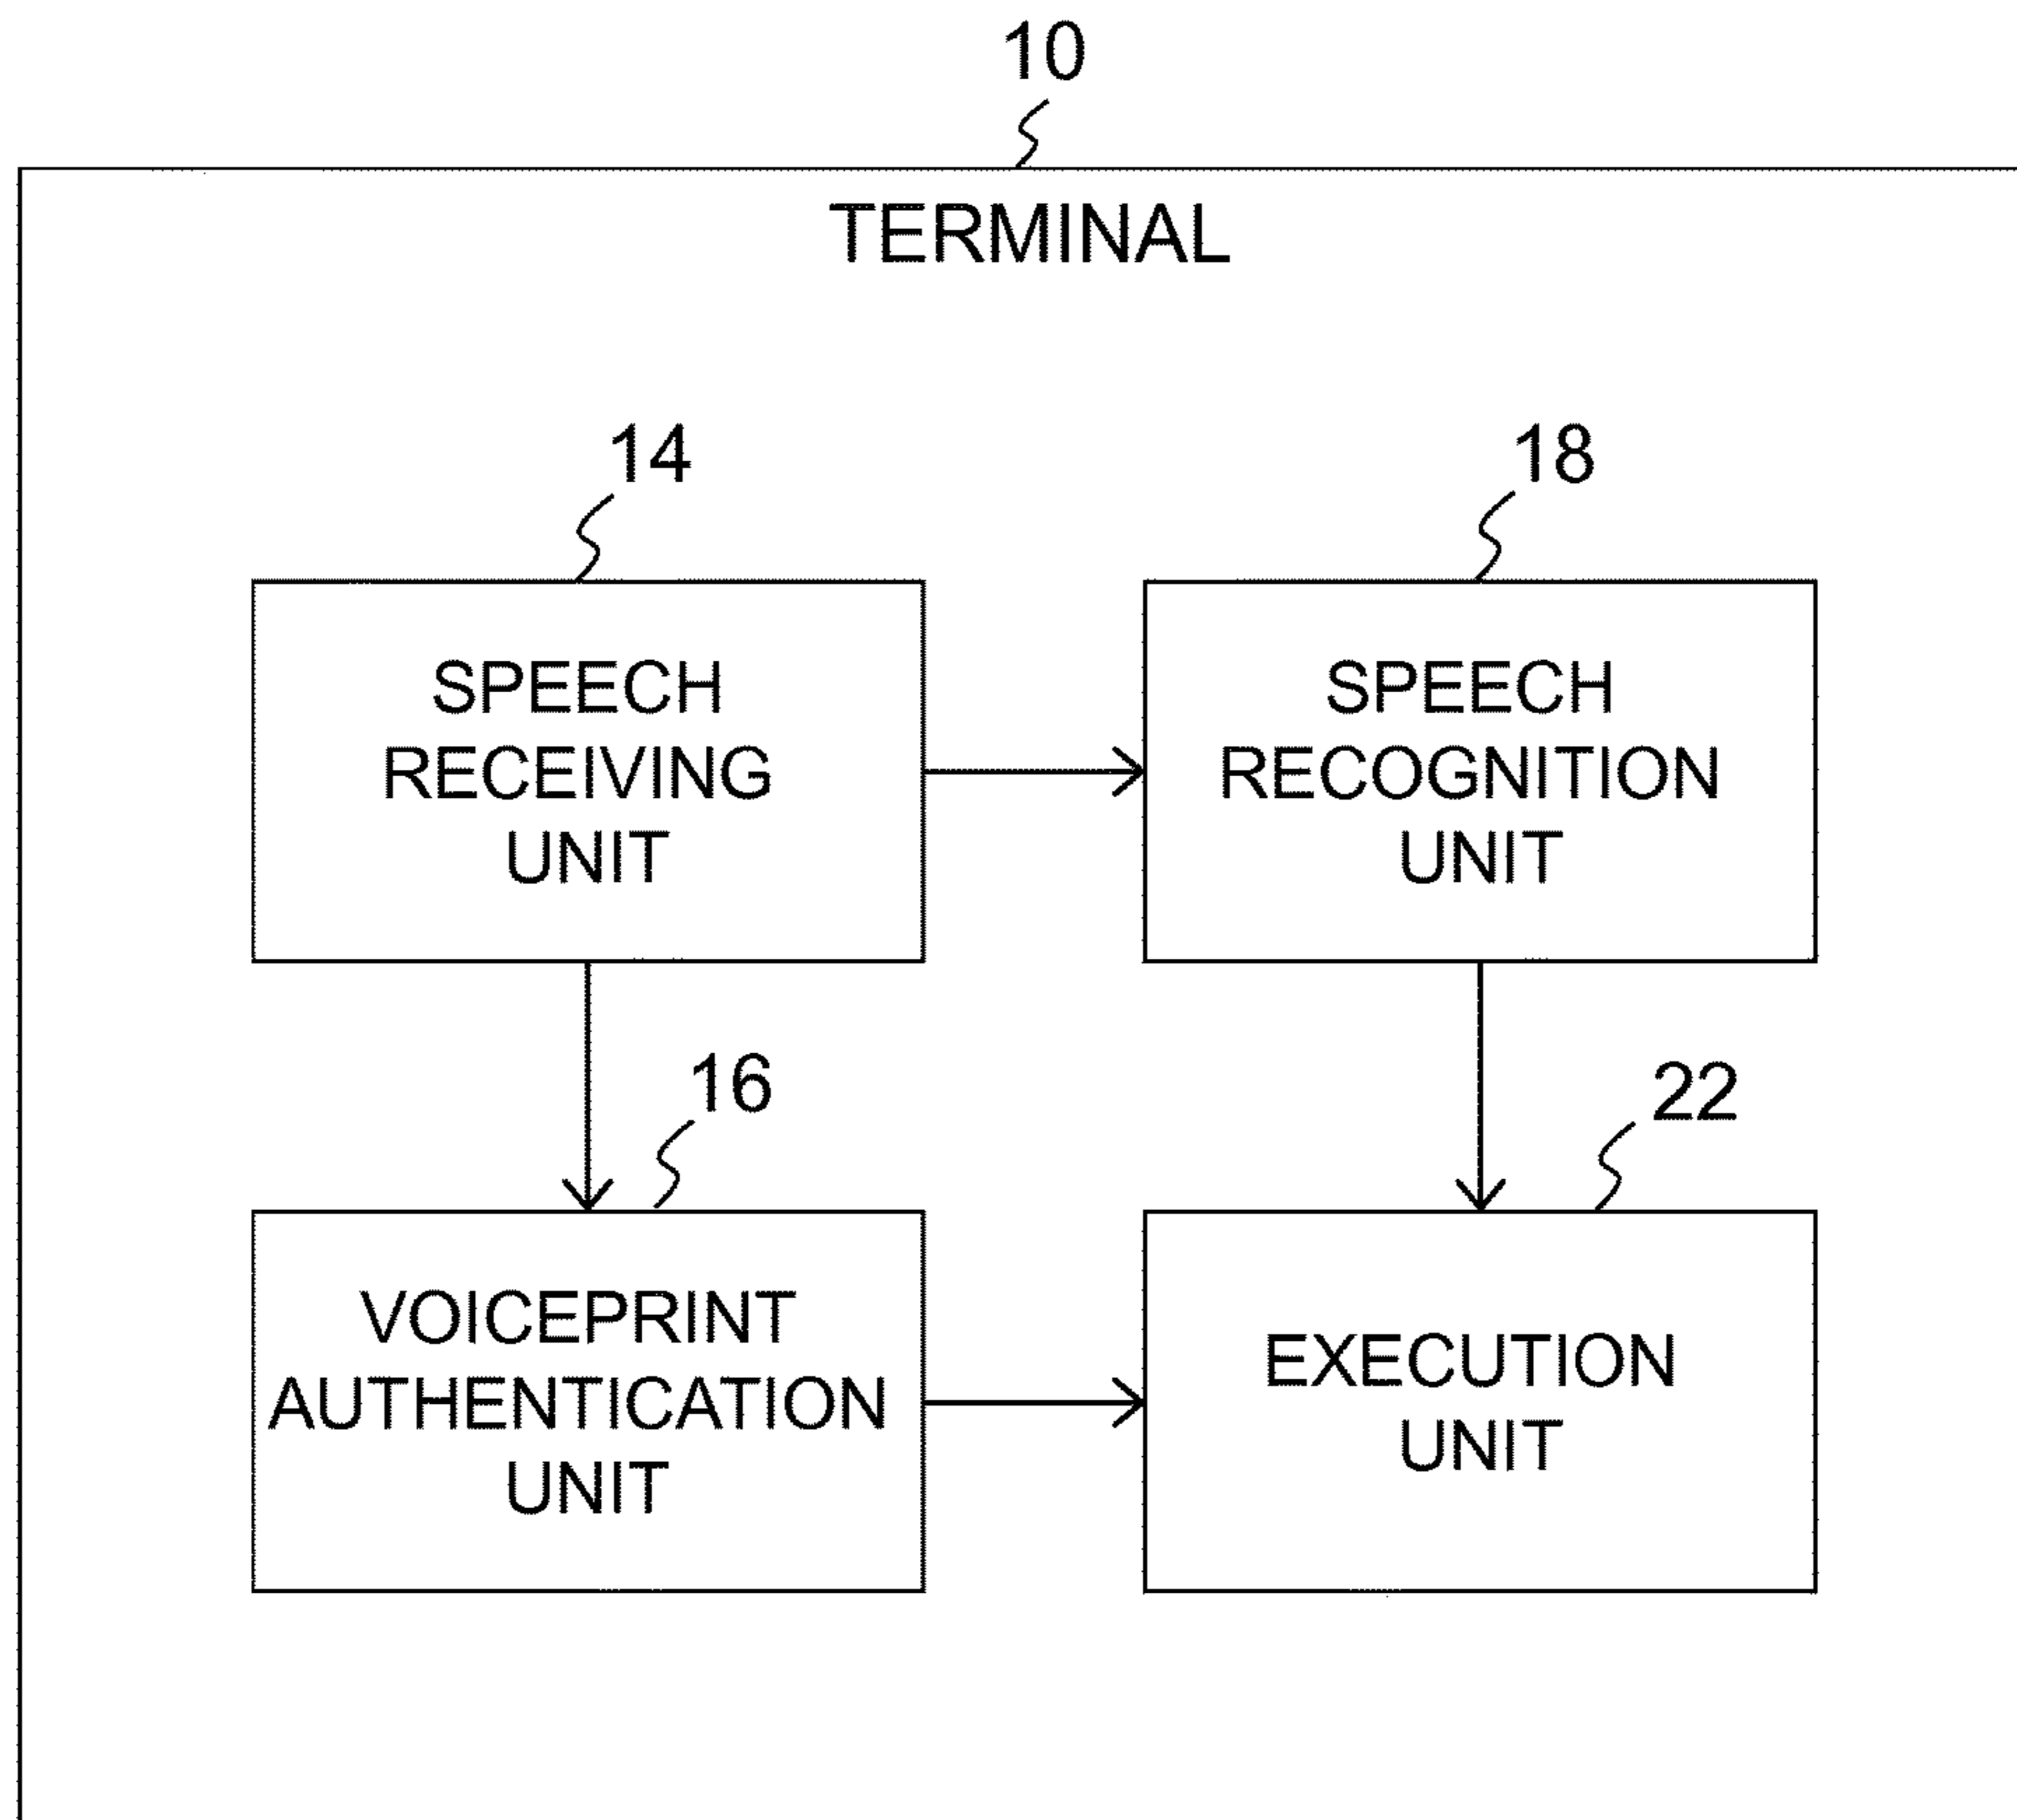 10
TERMINAL
14
SPEECH
RECEIVING
UNIT
18
SPEECH
RECOGNITION
UNIT
16
VOICEPRINT
AUTHENTICATION
UNIT
22
EXECUTION
UNIT